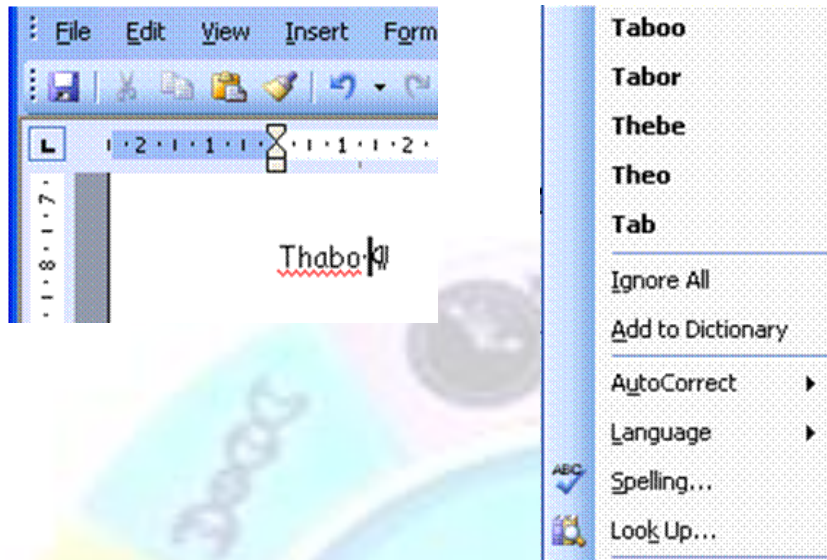 File Edit View Insert Form
L
2 1 1 2
7
8
Thabo
Taboo
Tabor
Thebe
Theo
Tab
Ignore All
Add to Dictionary
AutoCorrect
Language
ABC
Spelling...
Look Up...